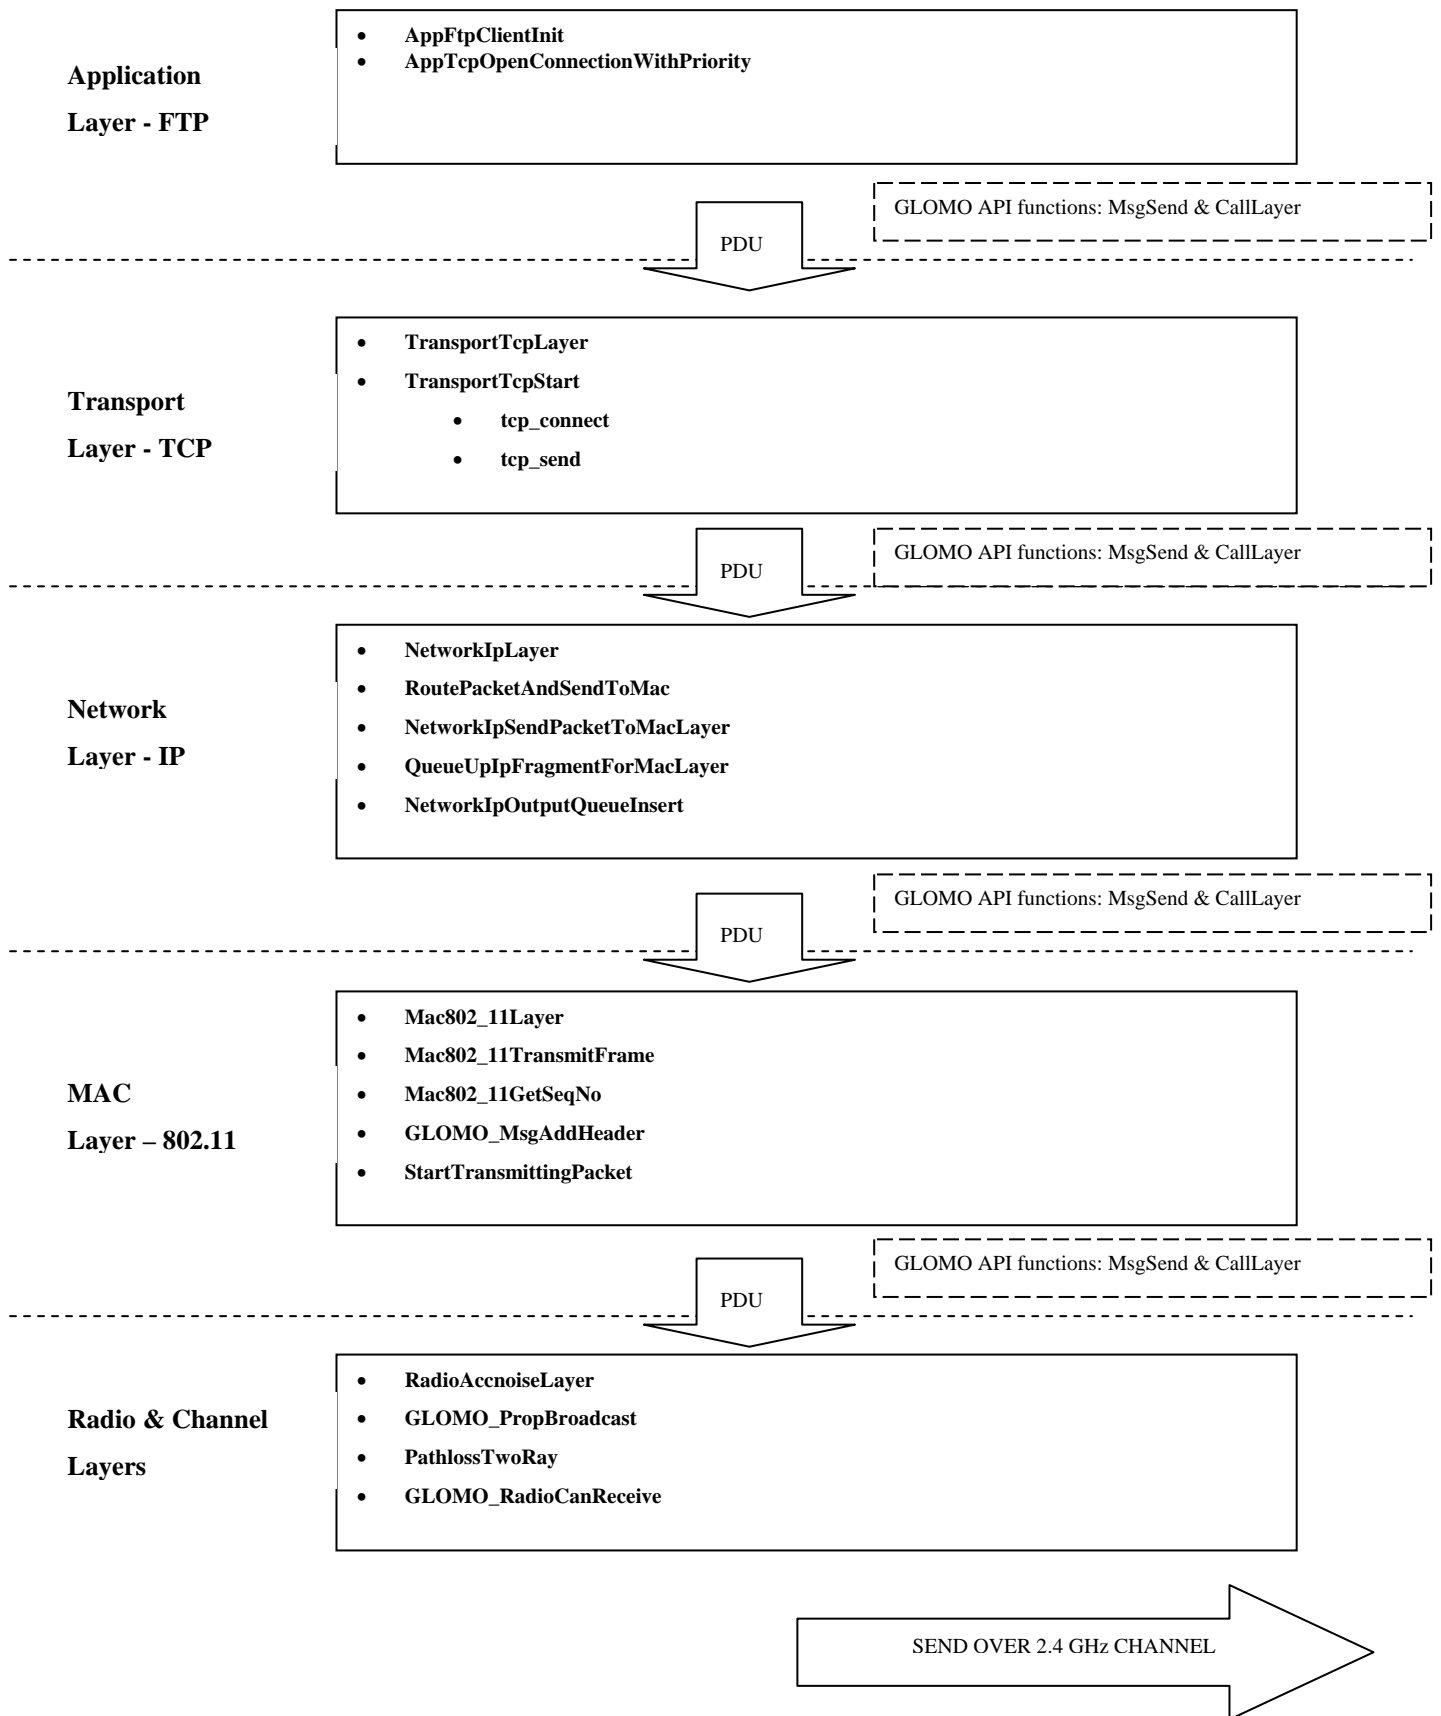 Application
Layer - FTP
• AppFtpClientInit
• AppTcpOpenConnectionWithPriority
GLOMO API functions: MsgSend & CallLayer
PDU
Transport
Layer - TCP
• TransportTcpLayer
• TransportTcpStart
• tcp_connect
• tcp_send
GLOMO API functions: MsgSend & CallLayer
PDU
Network
Layer - IP
• NetworkIpLayer
• RoutePacketAndSendToMac
• NetworkIpSendPacketToMacLayer
• QueueUpIpFragmentForMacLayer
• NetworkIpOutputQueueInsert
GLOMO API functions: MsgSend & CallLayer
PDU
MAC
Layer – 802.11
• Mac802_11Layer
• Mac802_11TransmitFrame
• Mac802_11GetSeqNo
• GLOMO_MsgAddHeader
• StartTransmittingPacket
GLOMO API functions: MsgSend & CallLayer
PDU
Radio & Channel
Layers
• RadioAccnoiseLayer
• GLOMO_PropBroadcast
• PathlossTwoRay
• GLOMO_RadioCanReceive
SEND OVER 2.4 GHz CHANNEL